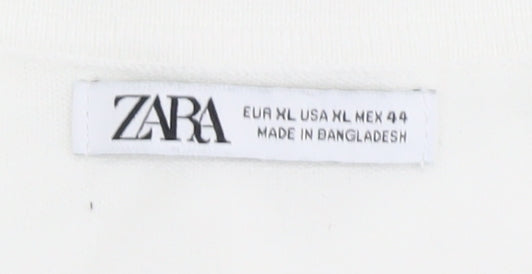 ZARA
EUR XL USA XL MEX 44
MADE IN BANGLADESH